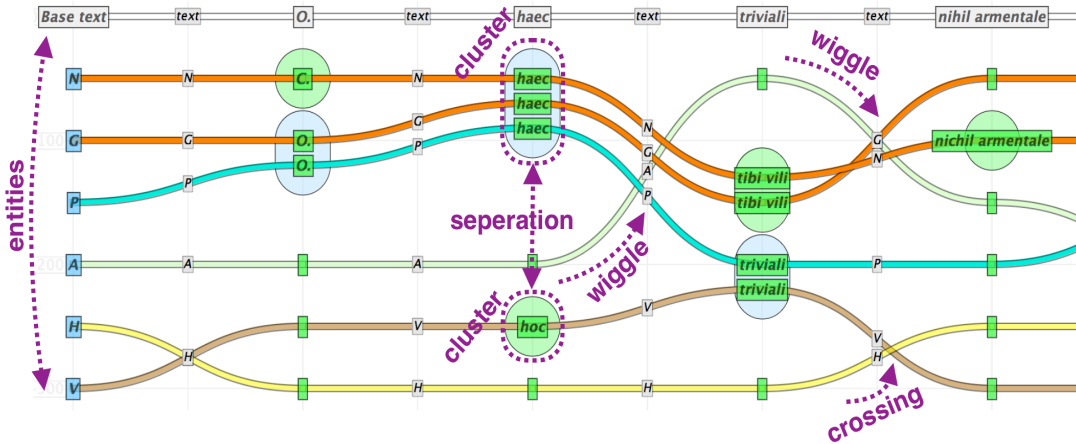 Base text text O. text haec text triviali text nihil armentale
cluster
wiggle
N N C. N haec
haec
haec
N
G
A
P
G G O. G
O. P
P P
tibi vili
tibi vili
G
N
nichil armentale
entities
seperation
wiggle
A A A
triviali P
triviali
cluster
hoc
H
V
H
V
V
V
H
H
H
crossing